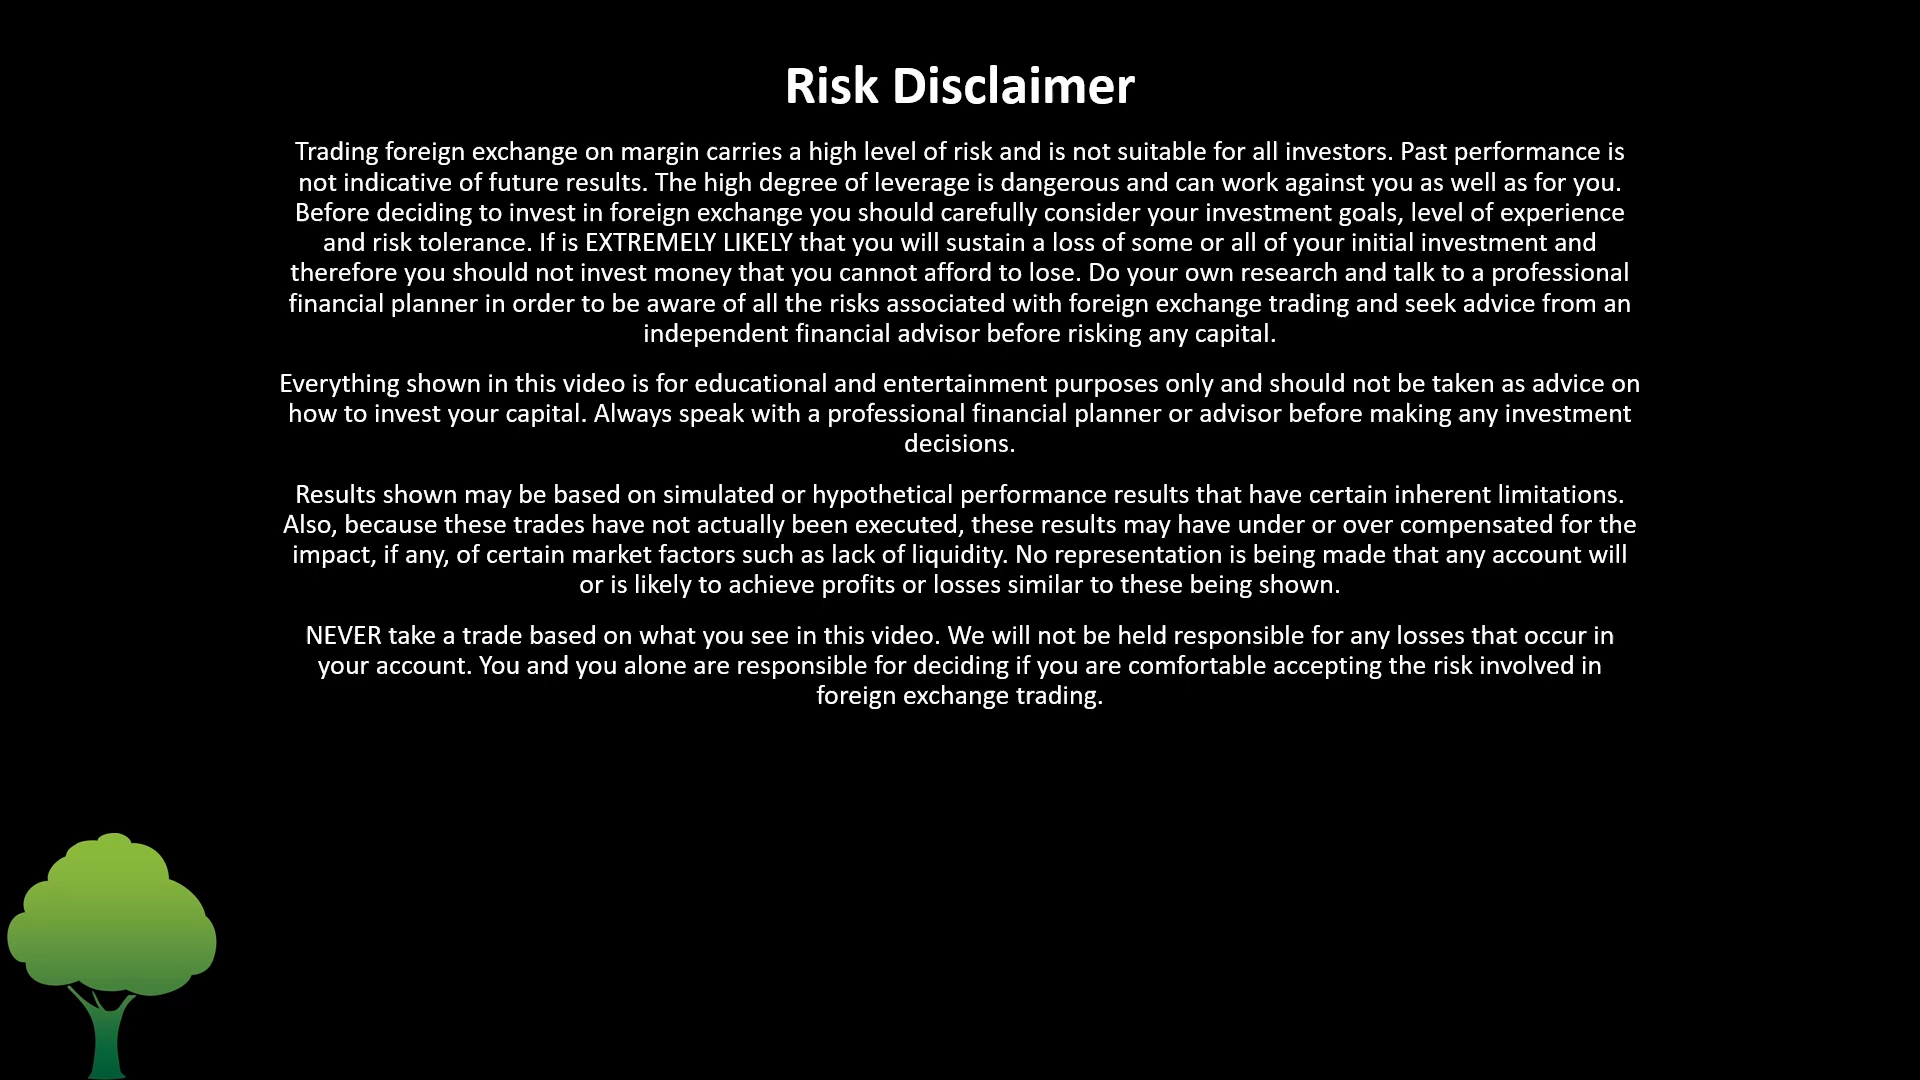 Risk Disclaimer
Trading foreign exchange on margin carries a high level of risk and is not suitable for all investors. Past performance is
not indicative of future results. The high degree of leverage is dangerous and can work against you as well as for you.
Before deciding to invest in foreign exchange you should carefully consider your investment goals, level of experience
and risk tolerance. If is EXTREMELY LIKELY that you will sustain a loss of some or all of your initial investment and
therefore you should not invest money that you cannot afford to lose. Do your own research and talk to a professional
financial planner in order to be aware of all the risks associated with foreign exchange trading and seek advice from an
independent financial advisor before risking any capital.
Everything shown in this video is for educational and entertainment purposes only and should not be taken as advice on
how to invest your capital. Always speak with a professional financial planner or advisor before making any investment
decisions.
Results shown may be based on simulated or hypothetical performance results that have certain inherent limitations.
Also, because these trades have not actually been executed, these results may have under or over compensated for the
impact, if any, of certain market factors such as lack of liquidity. No representation is being made that any account will
or is likely to achieve profits or losses similar to these being shown.
NEVER take a trade based on what you see in this video. We will not be held responsible for any losses that occur in
your account. You and you alone are responsible for deciding if you are comfortable accepting the risk involved in
foreign exchange trading.